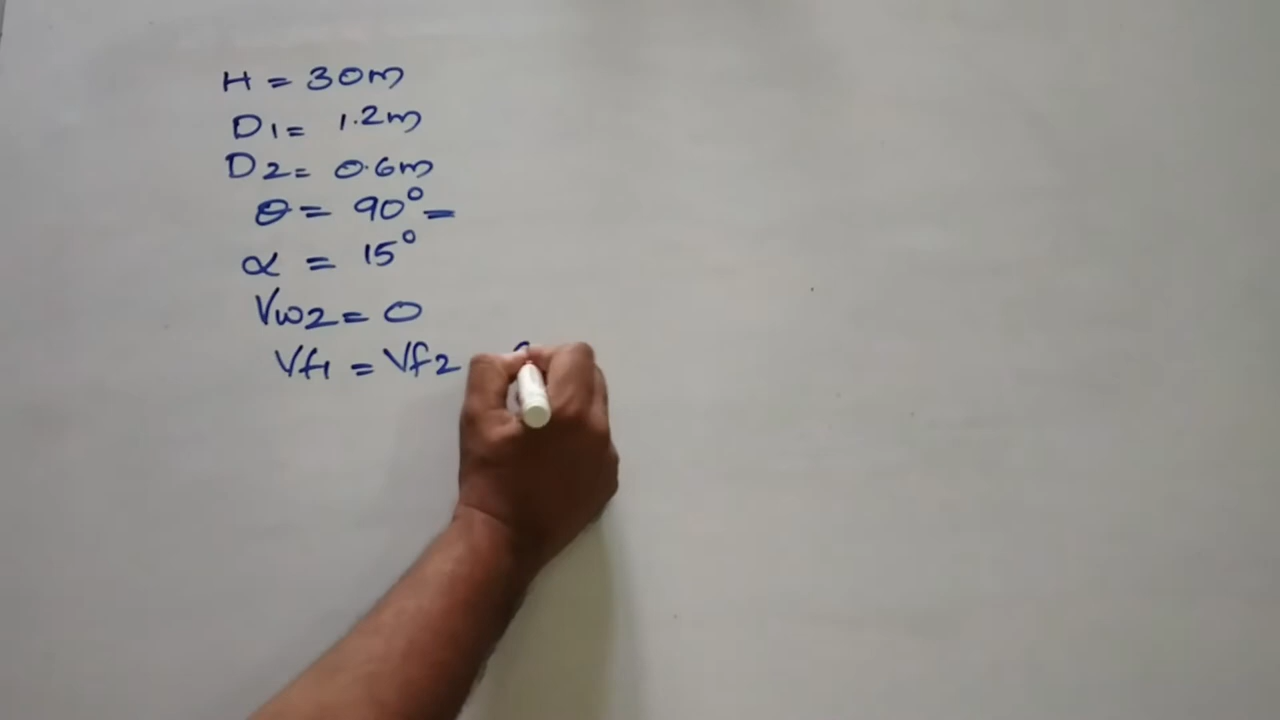 H = 30m
D1 = 1.2m
D2 = 0.6m
θ = 90° =
α = 15°
Vw2 = 0
Vf1 = Vf2